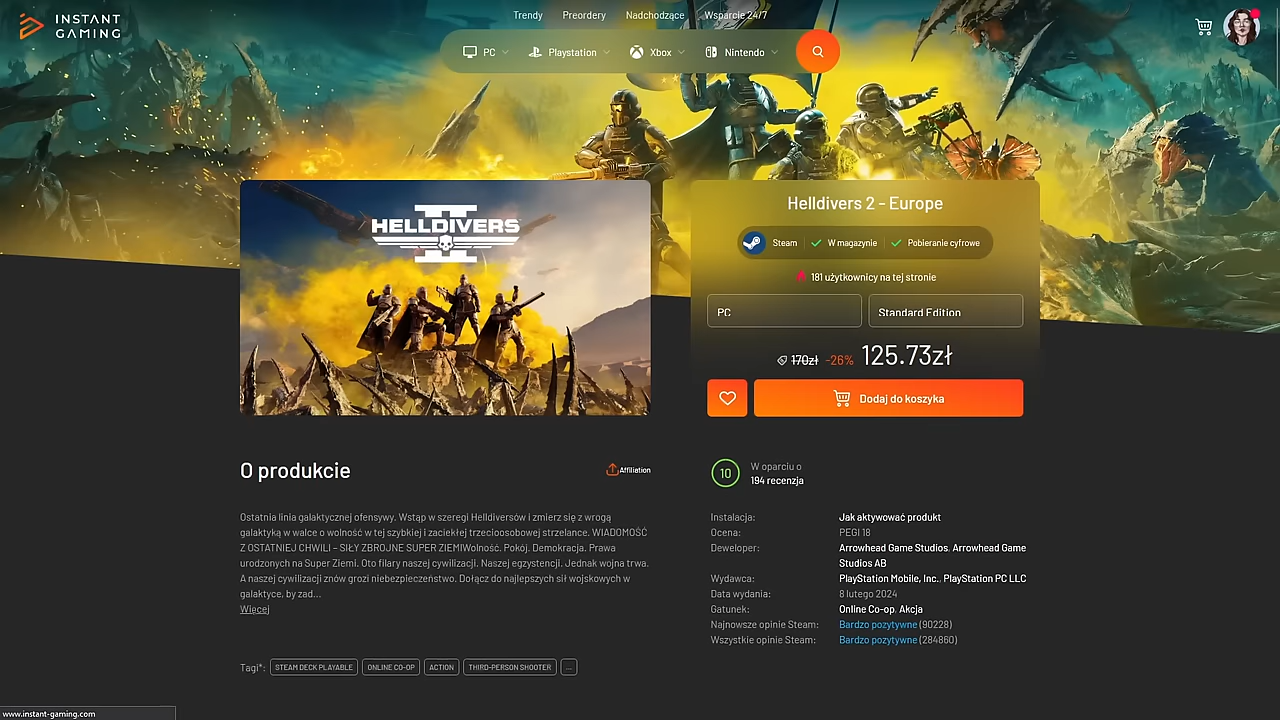 INSTANT
GAMING
Trendy Preordery Nadchodzące Wsparcie 24/7
PC Playstation Xbox Nintendo
HELLDIVERS
II
Helldivers 2 - Europe
Steam W magazynie Pobieranie cyfrowe
181 użytkownicy na tej stronie
PC Standard Edition
170zł -26% 125.73zł
Dodaj do koszyka
O produkcie
Affiliation
Ostatnia linia galaktycznej ofensywy. Wstąp w szeregi Helldiversów i zmierz się z wrogą
galaktyką w walce o wolność w tej szybkiej i zaciekłej trzecioosobowej strzelance. WIADOMOŚĆ
Z OSTATNIEJ CHWILI – SIŁY ZBROJNE SUPER ZIEMIWolność. Pokój. Demokracja. Prawa
urodzonych na Super Ziemi. Oto filary naszej cywilizacji. Naszej egzystencji. Jednak wojna trwa.
A naszej cywilizacji znów grozi niebezpieczeństwo. Dołącz do najlepszych sił wojskowych w
galaktyce, by zad...
Więcej
Tagi*: STEAM DECK PLAYABLE ONLINE CO-OP ACTION THIRD-PERSON SHOOTER ...
10
W oparciu o
194 recenzja
Instalacja: Jak aktywować produkt
Ocena: PEGI 18
Deweloper: Arrowhead Game Studios, Arrowhead Game
Studios AB
Wydawca: PlayStation Mobile, Inc., PlayStation PC LLC
Data wydania: 8 lutego 2024
Gatunek: Online Co-op, Akcja
Najnowsze opinie Steam: Bardzo pozytywne (90228)
Wszystkie opinie Steam: Bardzo pozytywne (284860)
www.instant-gaming.com